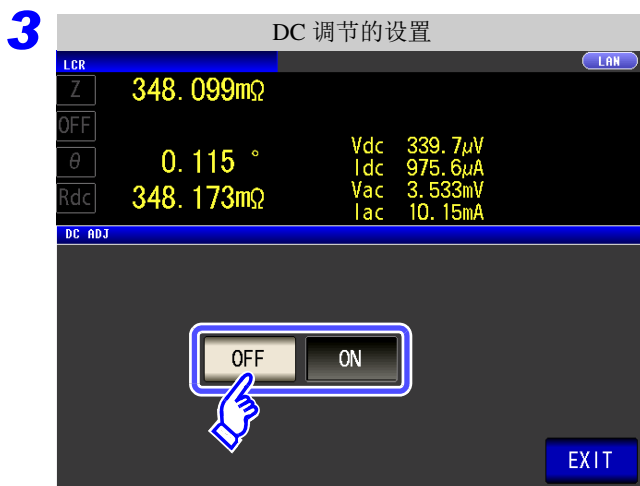 3
DC 调节的设置
LCR
LAN
Z 348.099mΩ
OFF
θ 0.115 °
Rdc 348.173mΩ
Vdc 339.7μV
Idc 975.6μA
Vac 3.533mV
Iac 10.15mA
DC ADJ
OFF ON
EXIT